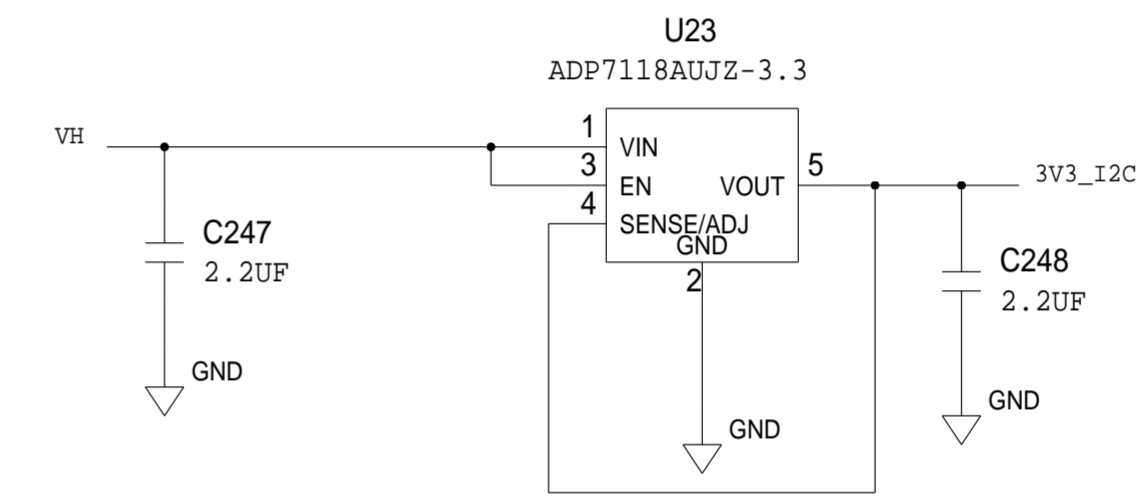 U23
ADP7118AUJZ-3.3
VH
1
VIN
3
EN
VOUT
5
3V3_I2C
4
SENSE/ADJ
GND
2
C247
2.2UF
C248
2.2UF
GND
GND
GND